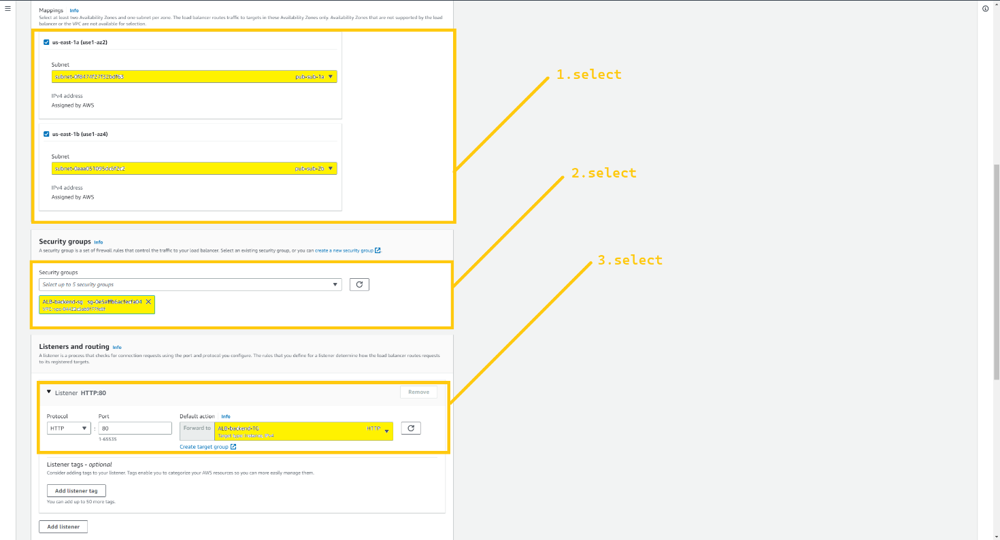 Mappings Info
Select at least two Availability Zones and one subnet per zone. The load balancer routes traffic to targets in these Availability Zones only. Availability Zones that are not supported by the load
balancer or the VPC are not available for selection.
us-east-1a (use1-az2)
Subnet
subnet-0f8474f27f32bdf63 pub-sub-1a
IPv4 address
Assigned by AWS
1.select
us-east-1b (use1-az4)
Subnet
subnet-0aaa051095dc6f2c2 pub-sub-2b
IPv4 address
Assigned by AWS
2.select
Security groups Info
A security group is a set of firewall rules that control the traffic to your load balancer. Select an existing security group, or you can create a new security group.
3.select
Security groups
Select up to 5 security groups
ALB-backend-sg sg-0e5affb6acfecfa04
VPC: vpc-04422c5ab9f77fe8f
Listeners and routing Info
A listener is a process that checks for connection requests using the port and protocol you configure. The rules that you define for a listener determine how the load balancer routes requests
to its registered targets.
Listener HTTP:80
Remove
Protocol Port Default action Info
HTTP : 80 Forward to ALB-backend-TG HTTP
Target type: Instance, IPv4
1-65535
Create target group
Listener tags - optional
Consider adding tags to your listener. Tags enable you to categorize your AWS resources so you can more easily manage them.
Add listener tag
You can add up to 50 more tags.
Add listener